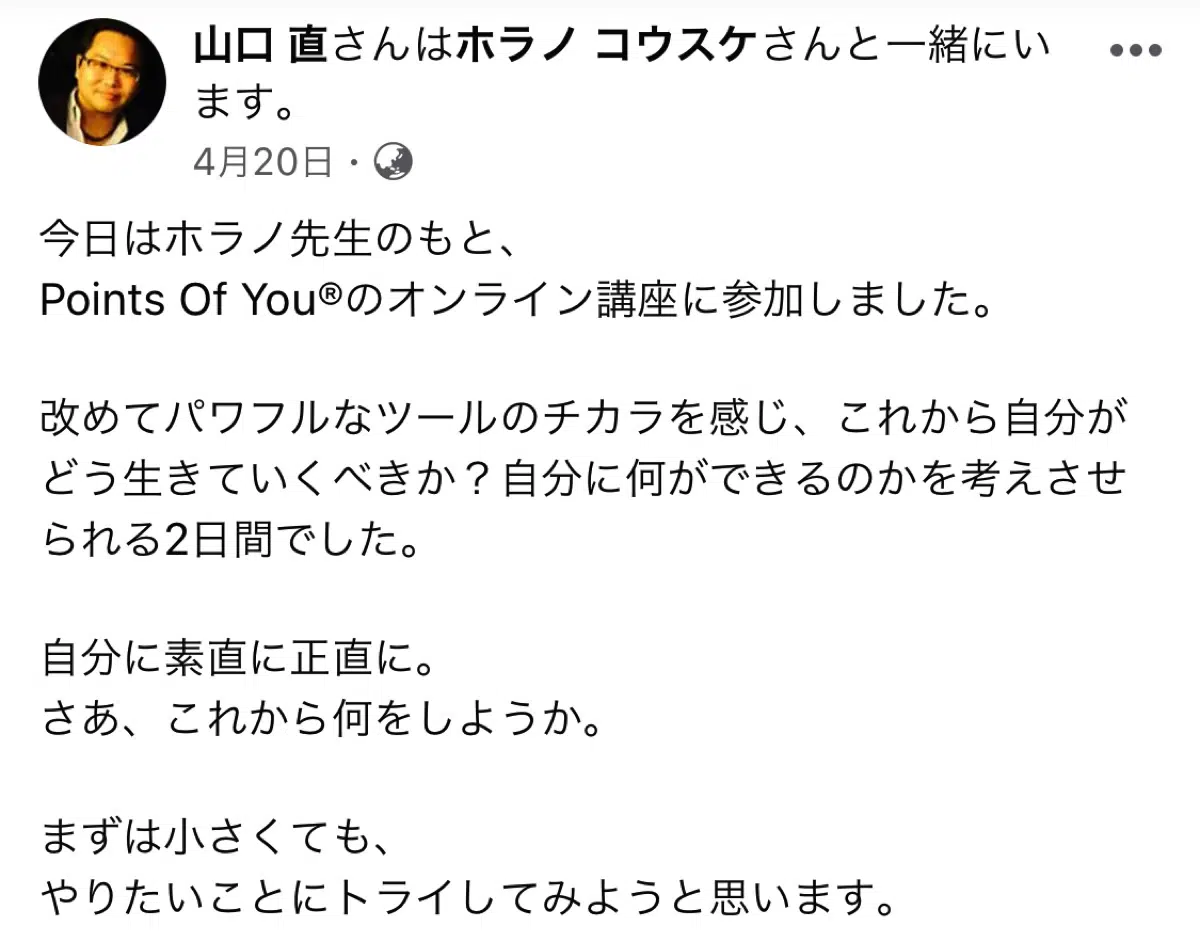 山口 直さんはホラノ コウスケさんと一緒にい
ます。
4月20日・
今日はホラノ先生のもと、
Points Of You®のオンライン講座に参加しました。
改めてパワフルなツールのチカラを感じ、これから自分が
どう生きていくべきか？自分に何ができるのかを考えさせ
られる2日間でした。
自分に素直に正直に。
さあ、これから何をしようか。
まずは小さくても、
やりたいことにトライしてみようと思います。